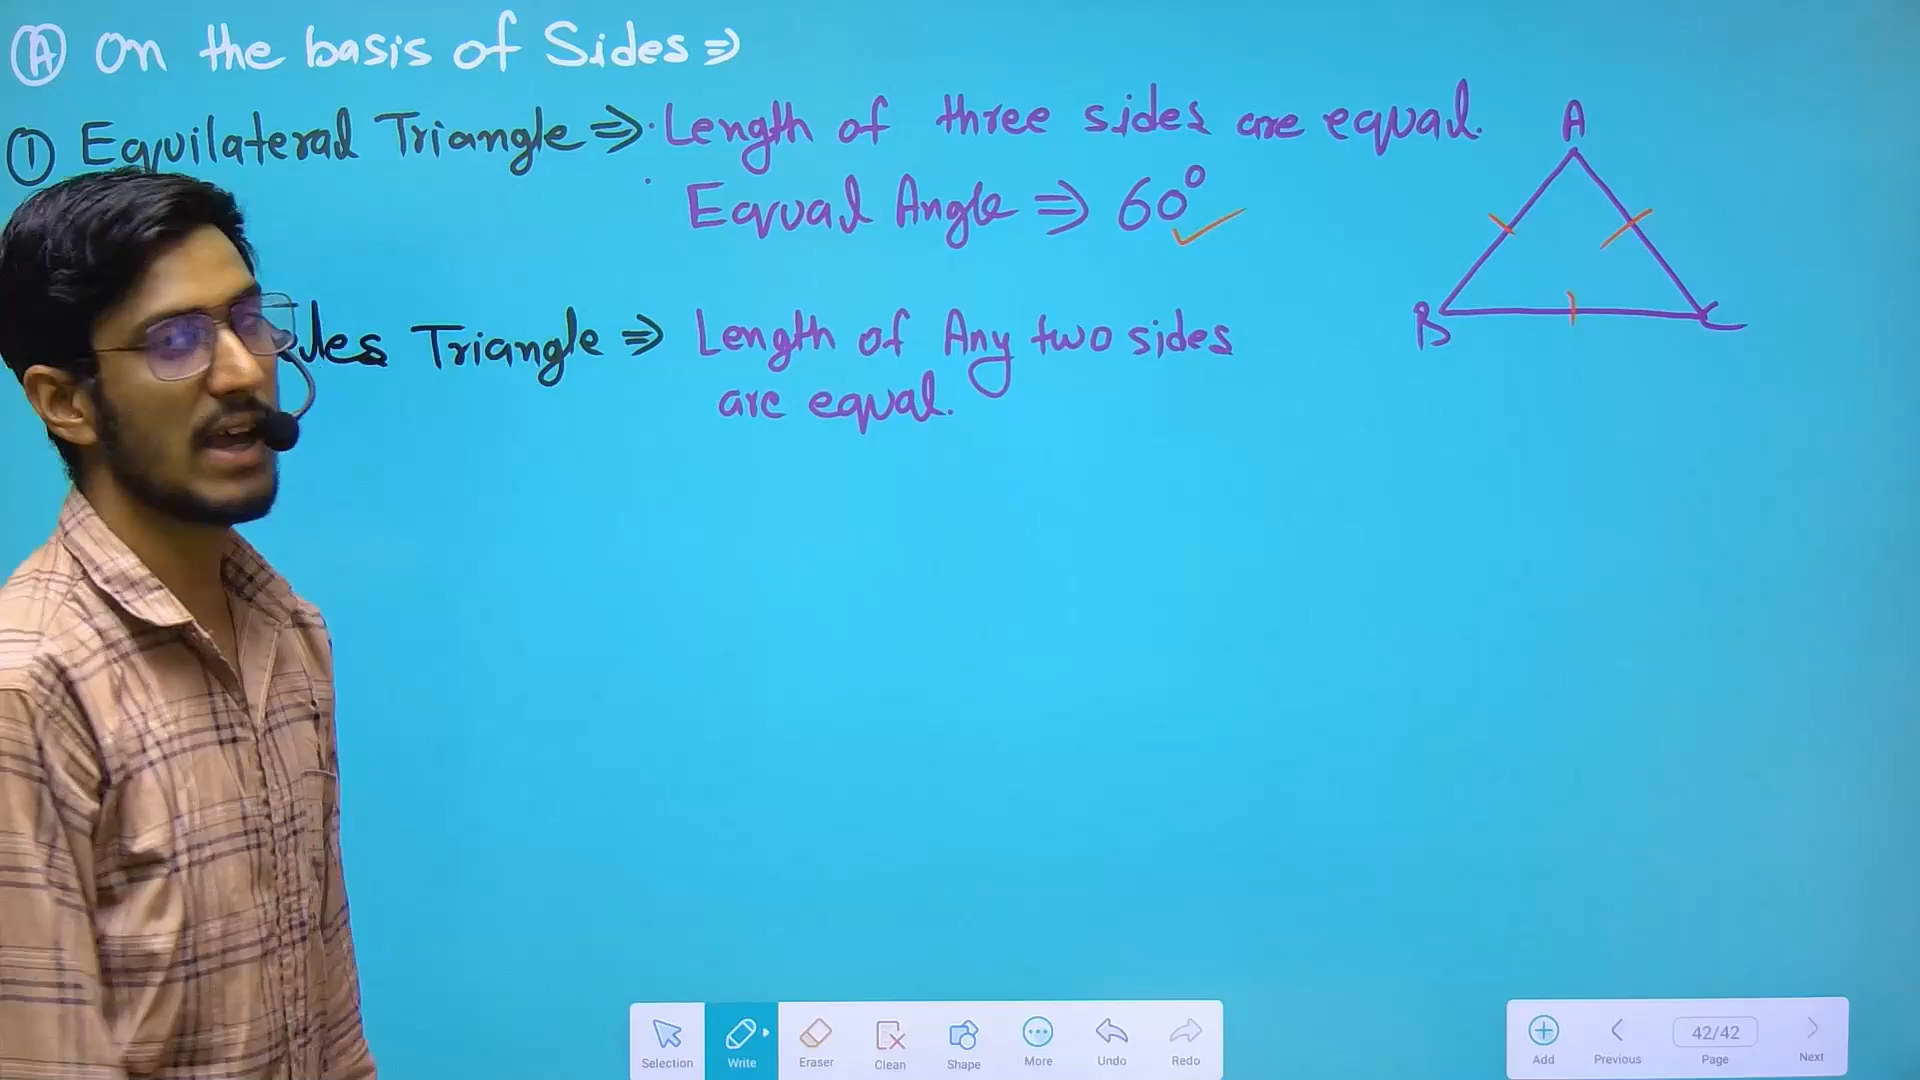 Ⓐ On the basis of Sides ⇒
① Equilateral Triangle ⇒ Length of three sides are equal.
Equal Angle ⇒ 60°
Triangle ⇒ Length of Any two sides
are equal.
A
B
C
Selection
Write
Eraser
Clean
Shape
More
Undo
Redo
Add
Previous
42/42
Page
Next